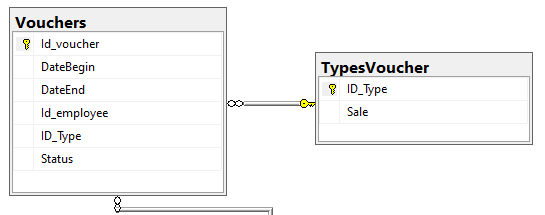 Vouchers
Id_voucher
DateBegin
DateEnd
Id_employee
ID_Type
Status
TypesVoucher
ID_Type
Sale